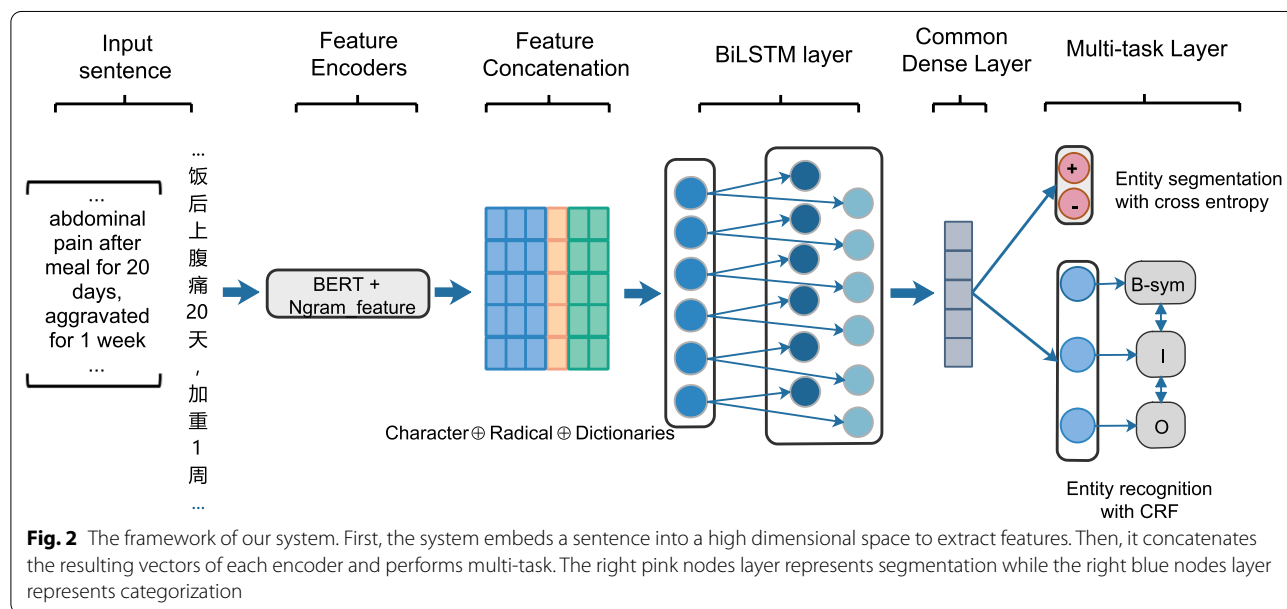 Input
sentence
Feature
Encoders
Feature
Concatenation
BiLSTM layer
Common
Dense Layer
Multi-task Layer
...
abdominal
pain after
meal for 20
days,
aggravated
for 1 week
...
...
饭
后
上
腹
痛
20
天
,
加
重
1
周
...
BERT +
Ngram_feature
Character⊕Radical⊕Dictionaries
+
-
Entity segmentation
with cross entropy
B-sym
I
O
Entity recognition
with CRF
Fig. 2 The framework of our system. First, the system embeds a sentence into a high dimensional space to extract features. Then, it concatenates
the resulting vectors of each encoder and performs multi-task. The right pink nodes layer represents segmentation while the right blue nodes layer
represents categorization